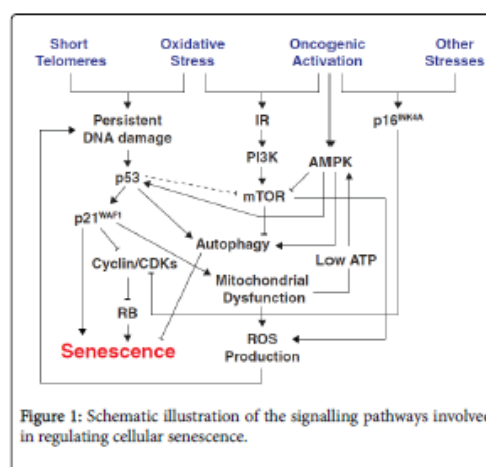 Short Oxidative Oncogenic Other
Telomeres Stress Activation Stresses
Persistent IR p16INK4A
DNA damage
PI3K AMPK
p53
mTOR
p21WAF1
Autophagy
Cyclin/CDKs Low ATP
Mitochondrial
Dysfunction
RB
Senescence ROS
Production
Figure 1: Schematic illustration of the signalling pathways involved
in regulating cellular senescence.